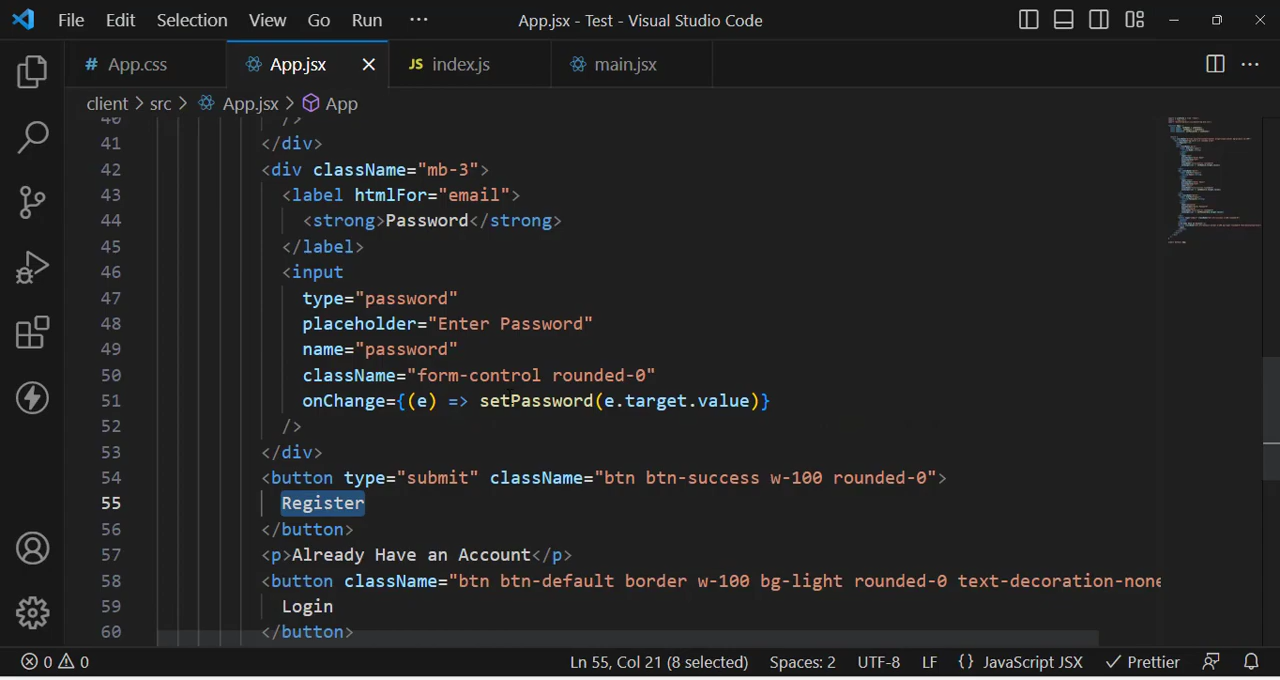 File Edit Selection View Go Run ··· App.jsx - Test - Visual Studio Code
# App.css App.jsx JS index.js main.jsx
client > src > App.jsx > App
40 />
41 </div>
42 <div className="mb-3">
43 <label htmlFor="email">
44 <strong>Password</strong>
45 </label>
46 <input
47 type="password"
48 placeholder="Enter Password"
49 name="password"
50 className="form-control rounded-0"
51 onChange={(e) => setPassword(e.target.value)}
52 />
53 </div>
54 <button type="submit" className="btn btn-success w-100 rounded-0">
55 Register
56 </button>
57 <p>Already Have an Account</p>
58 <button className="btn btn-default border w-100 bg-light rounded-0 text-decoration-none
59 Login
60 </button>
0 0 Ln 55, Col 21 (8 selected) Spaces: 2 UTF-8 LF {} JavaScript JSX Prettier